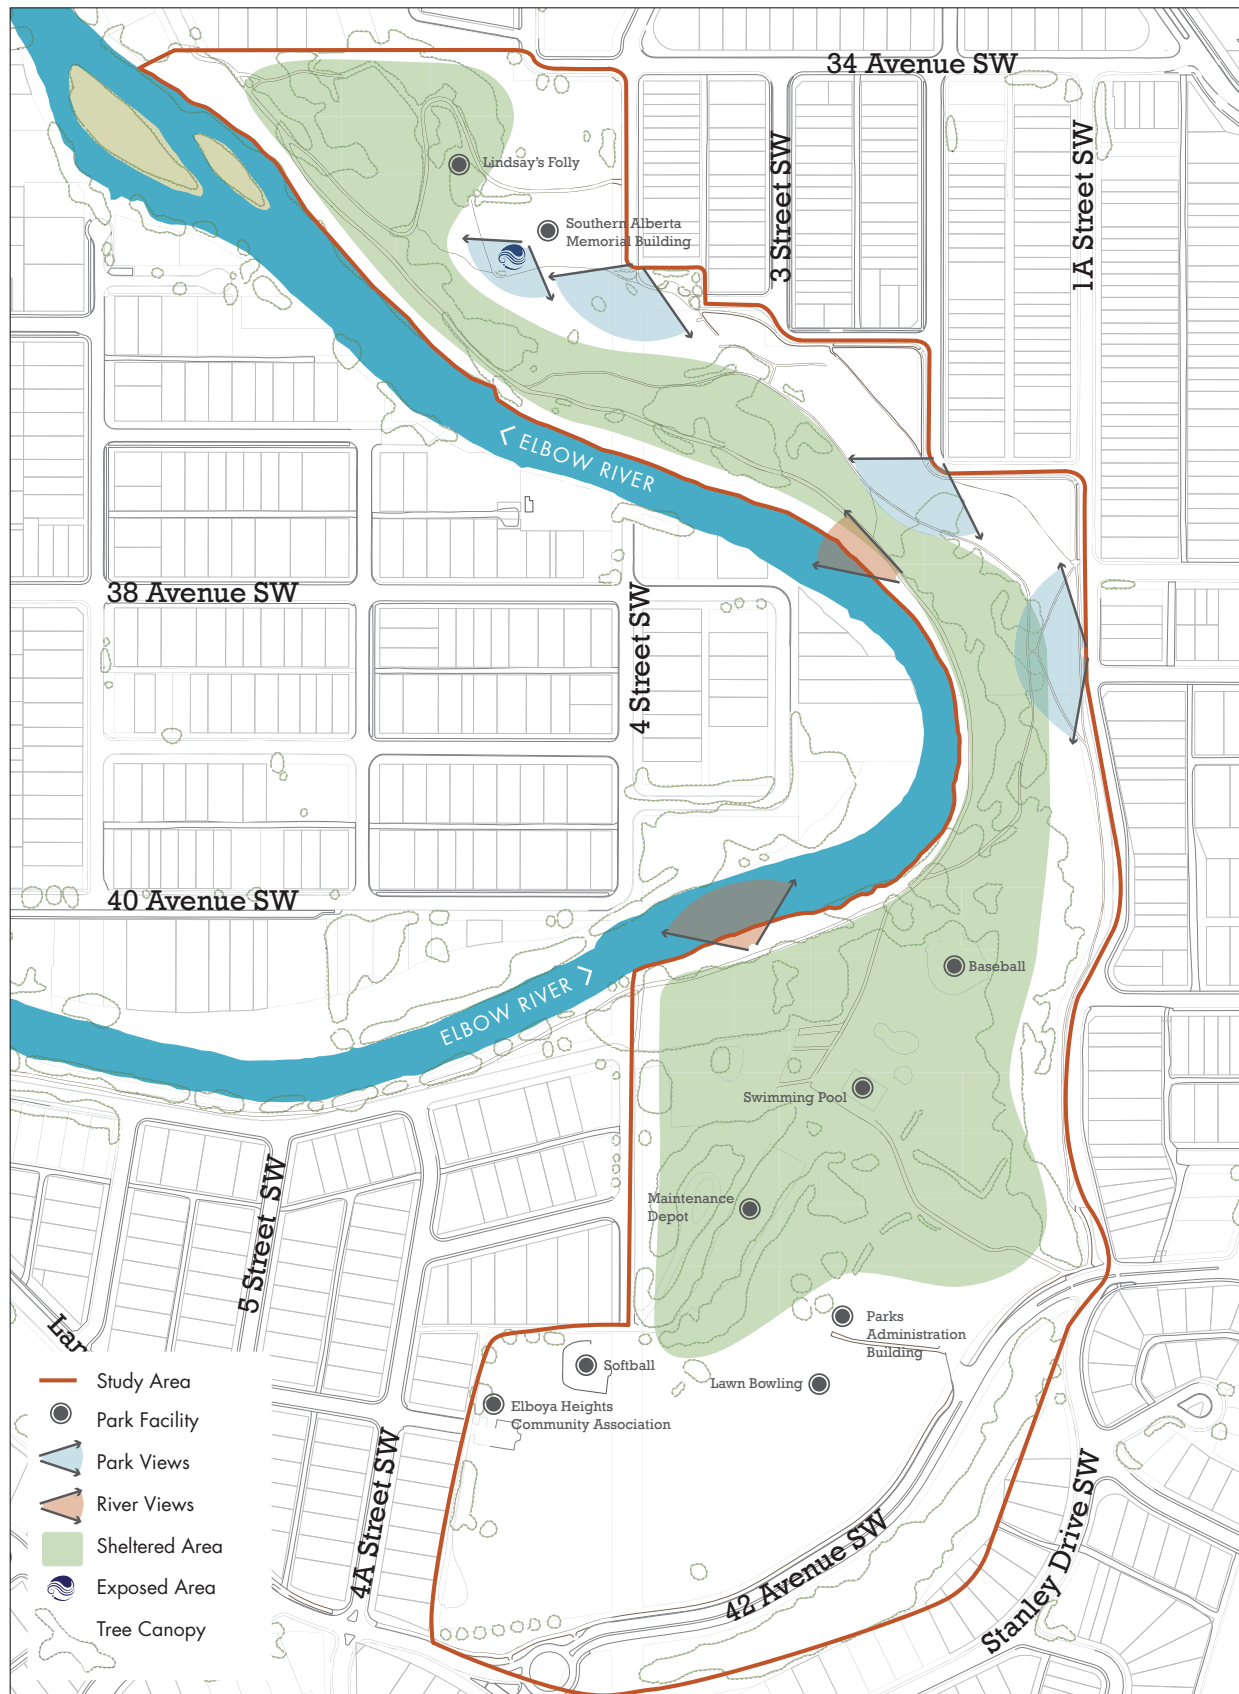 34 Avenue SW
3 Street SW
1A Street SW
Lindsay's Folly
Southern Alberta
Memorial Building
< ELBOW RIVER
38 Avenue SW
4 Street SW
40 Avenue SW
ELBOW RIVER >
Baseball
Swimming Pool
Maintenance
Depot
5 Street SW
Parks
Administration
Building
Softball
Lawn Bowling
Elboya Heights
Community Association
4A Street SW
42 Avenue SW
Stanley Drive SW
Study Area
Park Facility
Park Views
River Views
Sheltered Area
Exposed Area
Tree Canopy